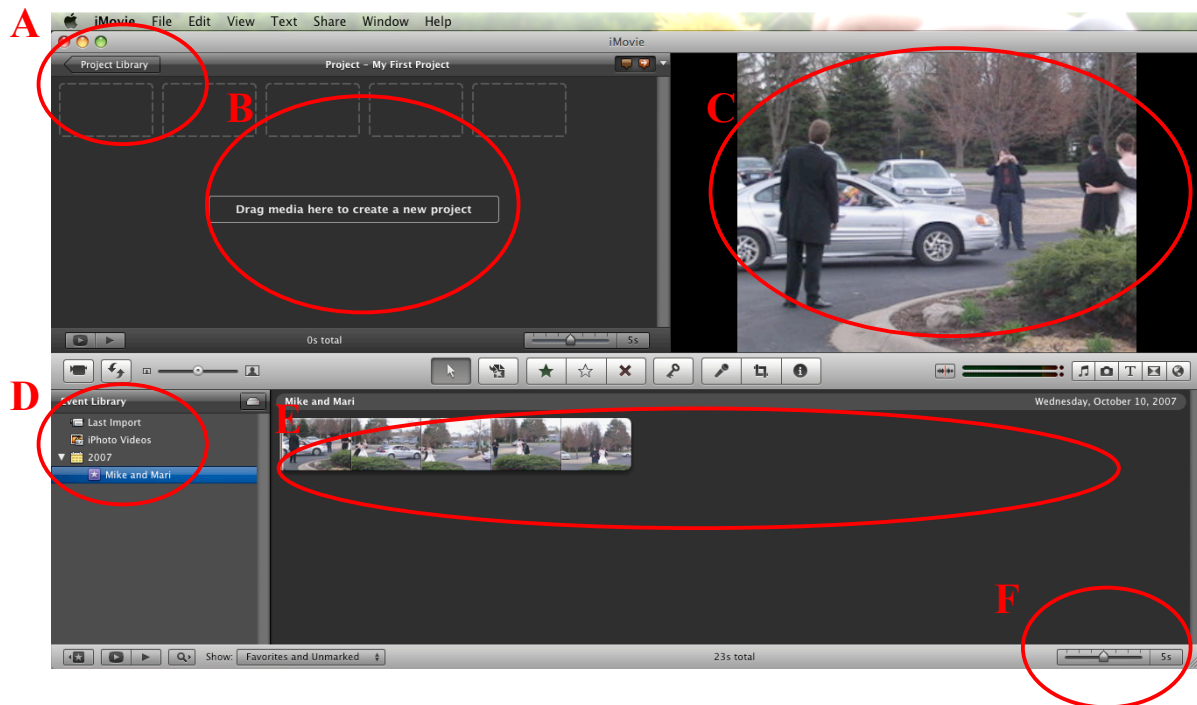 A
iMovie File Edit View Text Share Window Help
iMovie
Project Library
Project - My First Project
B
C
Drag media here to create a new project
0s total
5s
D
Event Library
Mike and Mari
Wednesday, October 10, 2007
E
Last Import
iPhoto Videos
2007
Mike and Mari
F
Show: Favorites and Unmarked
23s total
5s